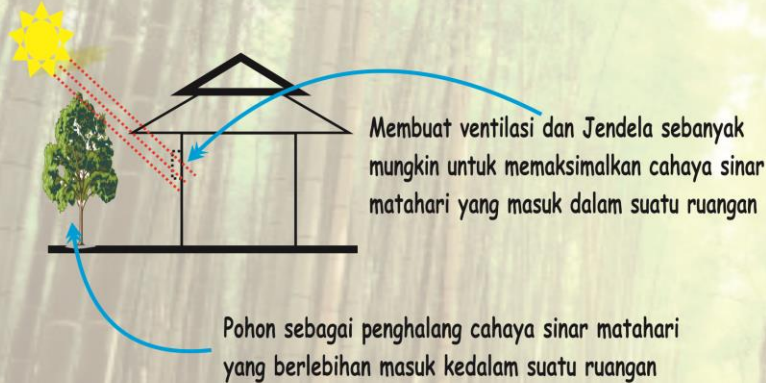 Membuat ventilasi dan Jendela sebanyak
mungkin untuk memaksimalkan cahaya sinar
matahari yang masuk dalam suatu ruangan
Pohon sebagai penghalang cahaya sinar matahari
yang berlebihan masuk kedalam suatu ruangan